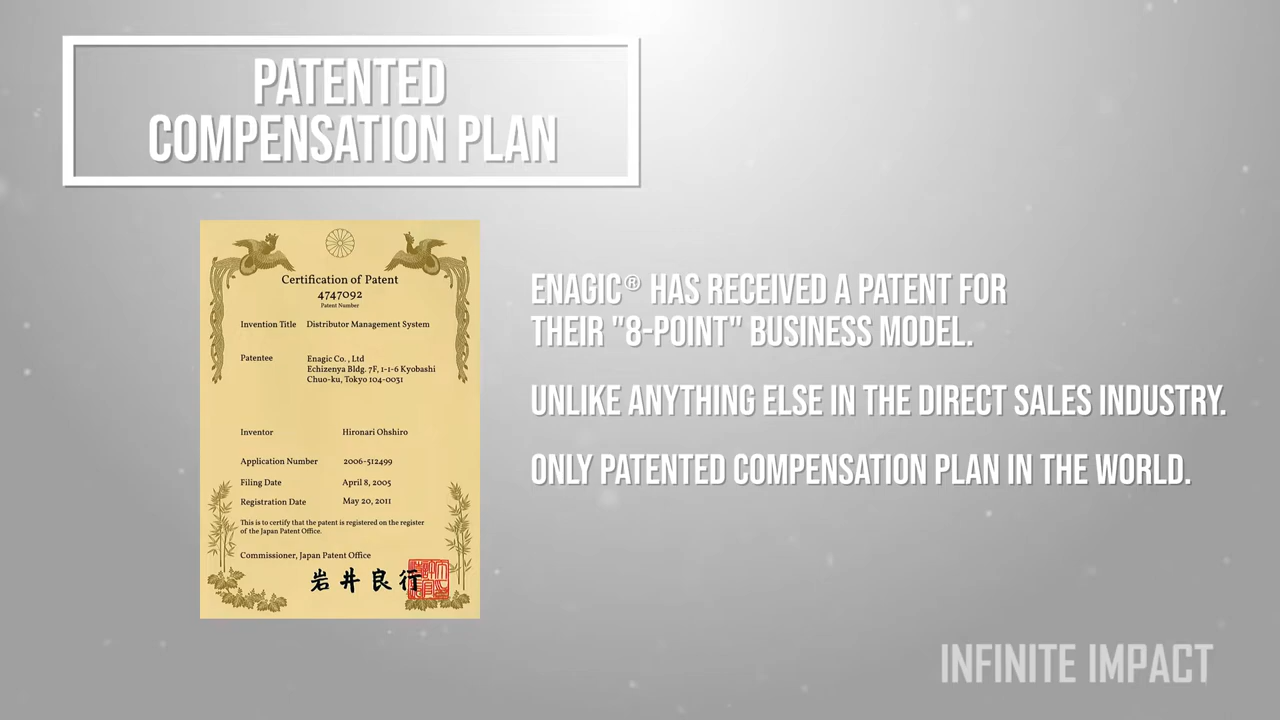 PATENTED
COMPENSATION PLAN
Certification of Patent
4747092
Patent Number
Invention Title Distributor Management System
Patentee Enagic Co. , Ltd
Echizenya Bldg. 7F, 1-1-6 Kyobashi
Chuo-ku, Tokyo 104-0031
Inventor Hironari Ohshiro
Application Number 2006-512499
Filing Date April 8, 2005
Registration Date May 20, 2011
This is to certify that the patent is registered on the register
of the Japan Patent Office.
Commissioner, Japan Patent Office
岩井良行
ENAGIC® HAS RECEIVED A PATENT FOR
THEIR "8-POINT" BUSINESS MODEL.
UNLIKE ANYTHING ELSE IN THE DIRECT SALES INDUSTRY.
ONLY PATENTED COMPENSATION PLAN IN THE WORLD.
INFINITE IMPACT